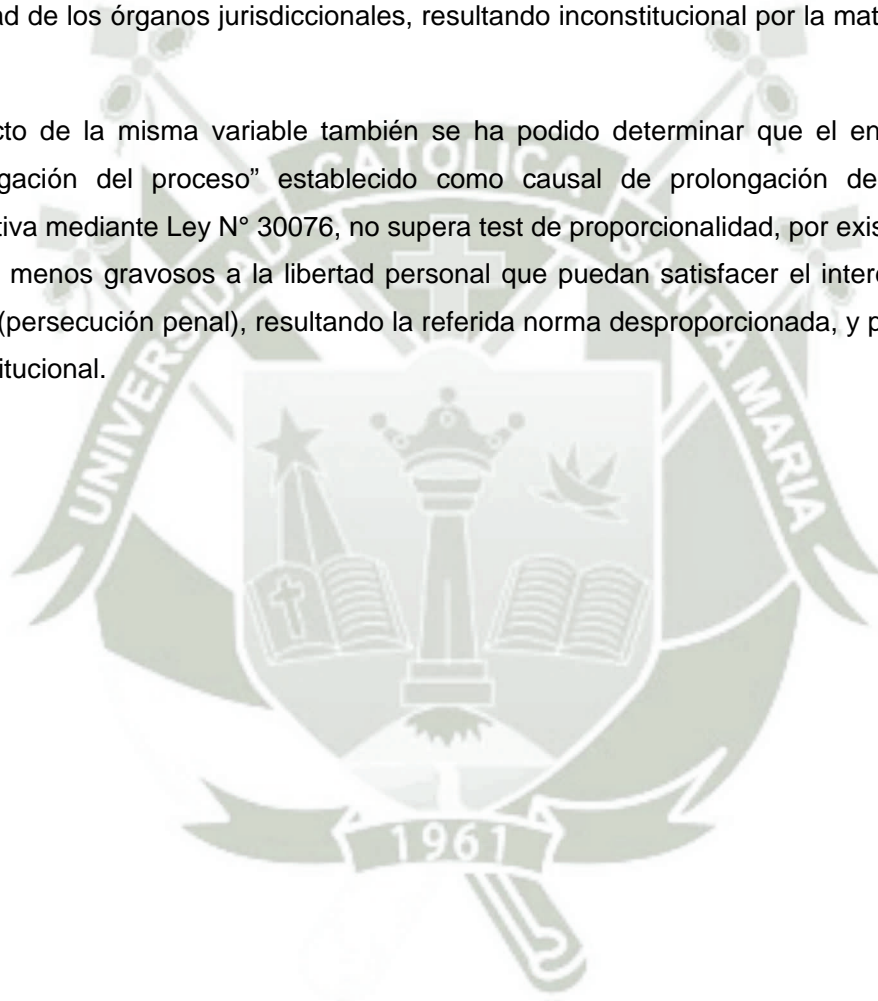 ad de los órganos jurisdiccionales, resultando inconstitucional por la mat
cto de la misma variable también se ha podido determinar que el en
gación del proceso” establecido como causal de prolongación de
tiva mediante Ley N° 30076, no supera test de proporcionalidad, por exis
menos gravosos a la libertad personal que puedan satisfacer el inter
(persecución penal), resultando la referida norma desproporcionada, y p
itucional.
UNIVERSIDAD CATOLICA SANTA MARIA
1961